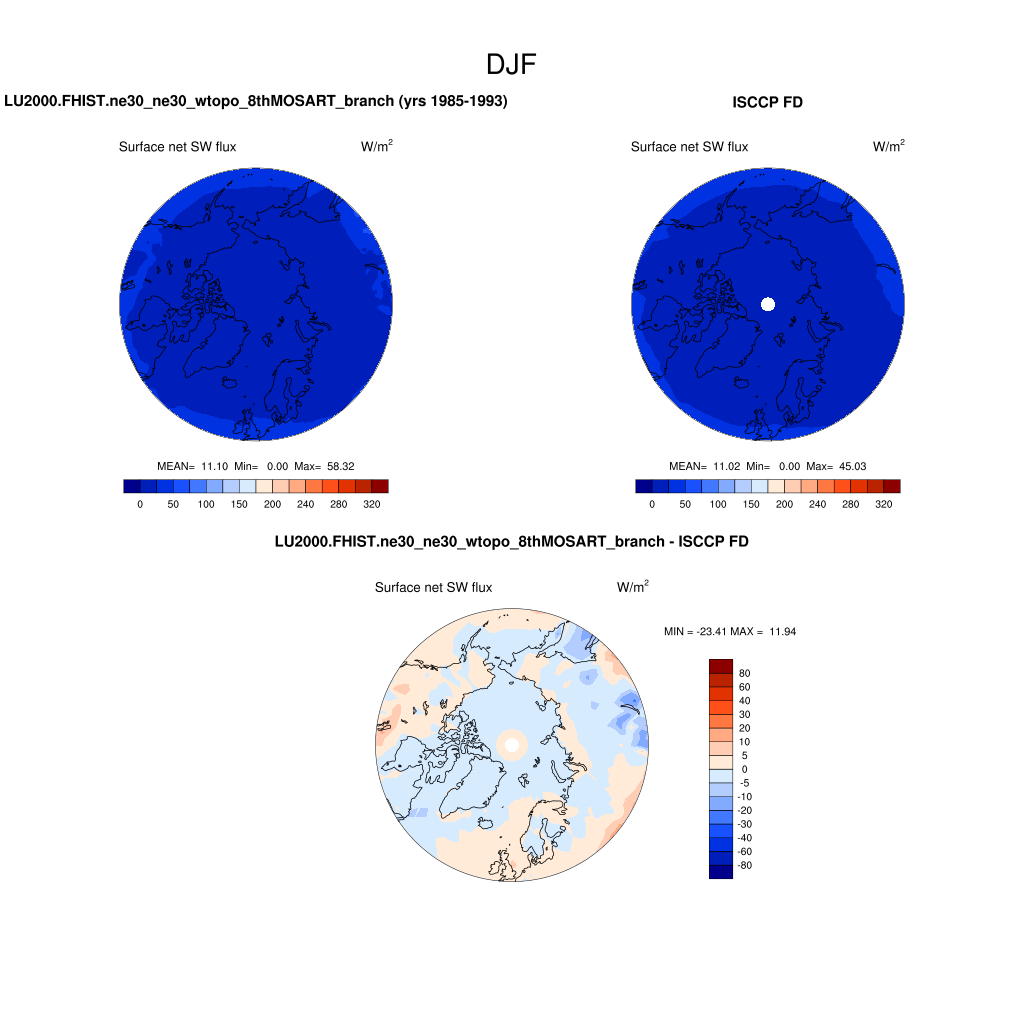 DJF
LU2000.FHIST.ne30_ne30_wtopo_8thMOSART_branch (yrs 1985-1993)
ISCCP FD
Surface net SW flux W/m2
Surface net SW flux W/m2
MEAN= 11.10 Min= 0.00 Max= 58.32
MEAN= 11.02 Min= 0.00 Max= 45.03
0 50 100 150 200 240 280 320
0 50 100 150 200 240 280 320
LU2000.FHIST.ne30_ne30_wtopo_8thMOSART_branch - ISCCP FD
Surface net SW flux W/m2
MIN = -23.41 MAX = 11.94
80
60
40
30
20
10
5
0
-5
-10
-20
-30
-40
-60
-80